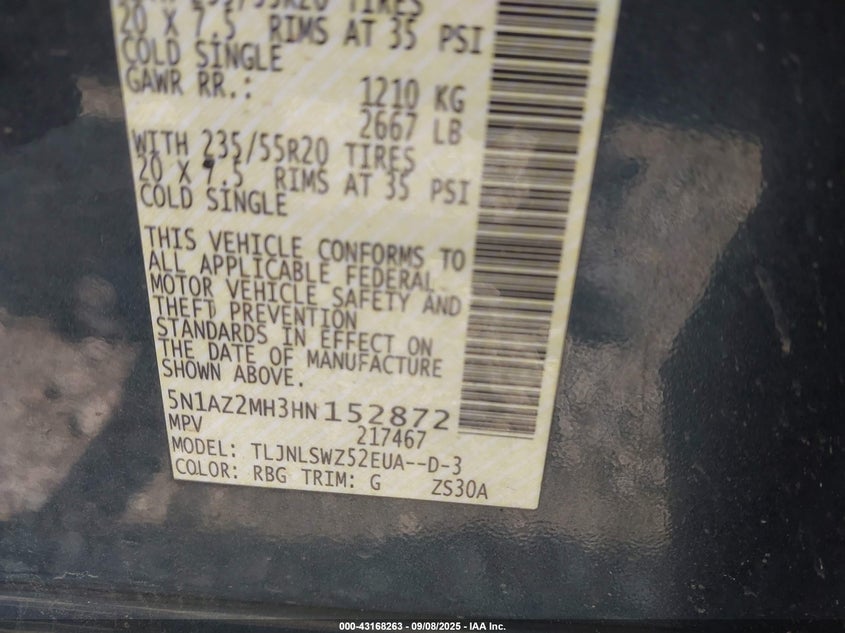 235/55R20 TIRES
20 X 7.5 RIMS AT 35 PSI
COLD SINGLE
GAWR RR.: 1210 KG
2667 LB
WITH 235/55R20 TIRES
20 X 7.5 RIMS AT 35 PSI
COLD SINGLE
THIS VEHICLE CONFORMS TO
ALL APPLICABLE FEDERAL
MOTOR VEHICLE SAFETY AND
THEFT PREVENTION
STANDARDS IN EFFECT ON
THE DATE OF MANUFACTURE
SHOWN ABOVE.
5N1AZ2MH3HN152872
MPV 217467
MODEL: TLJNLSWZ52EUA--D-3
COLOR: RBG TRIM: G ZS30A
000-43168263 - 09/08/2025 - IAA Inc.